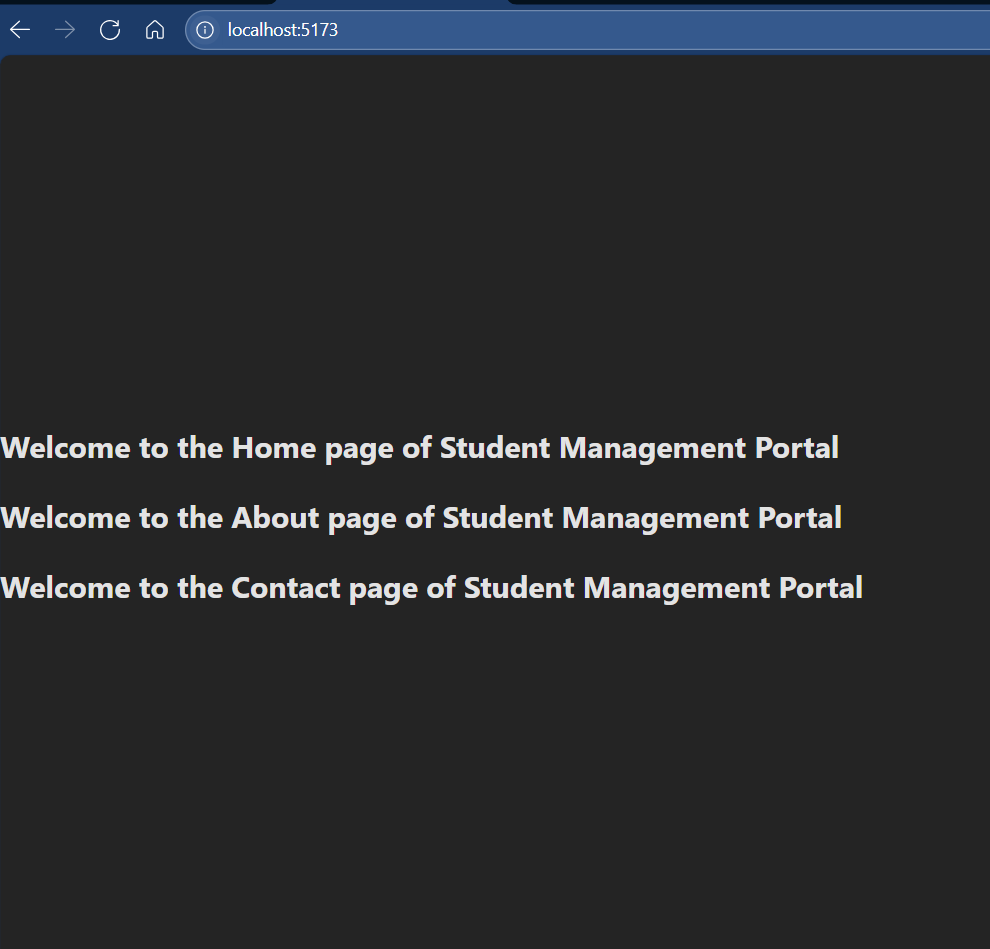 localhost:5173
Welcome to the Home page of Student Management Portal
Welcome to the About page of Student Management Portal
Welcome to the Contact page of Student Management Portal